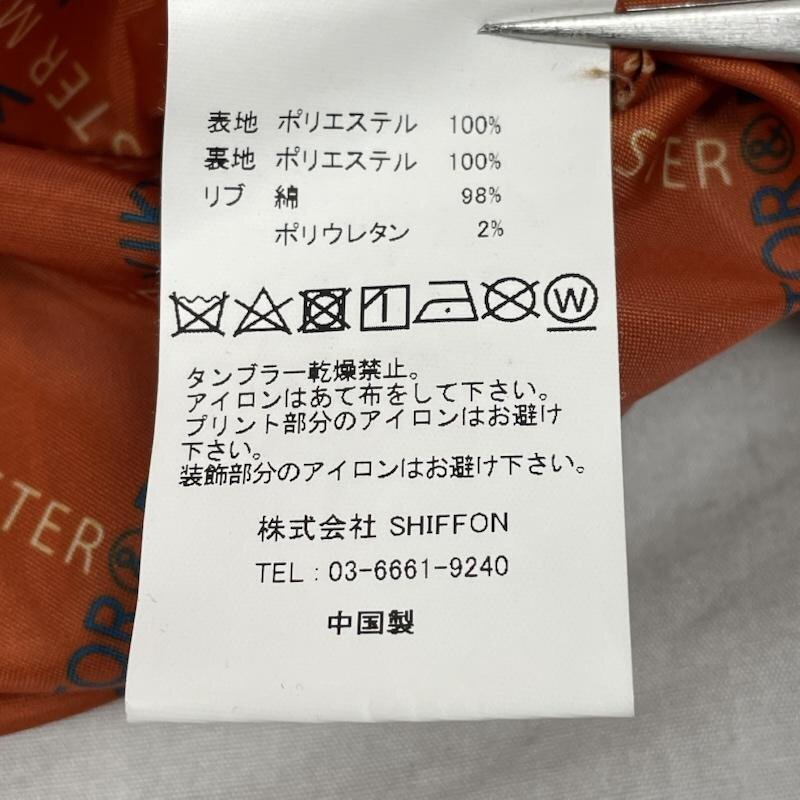 表地 ポリエステル 100%
裏地 ポリエステル 100%
リブ 綿 98%
ポリウレタン 2%
W
タンブラー乾燥禁止。
アイロンはあて布をして下さい。
プリント部分のアイロンはお避け
下さい。
装飾部分のアイロンはお避け下さい。
株式会社 SHIFFON
TEL : 03-6661-9240
中国製